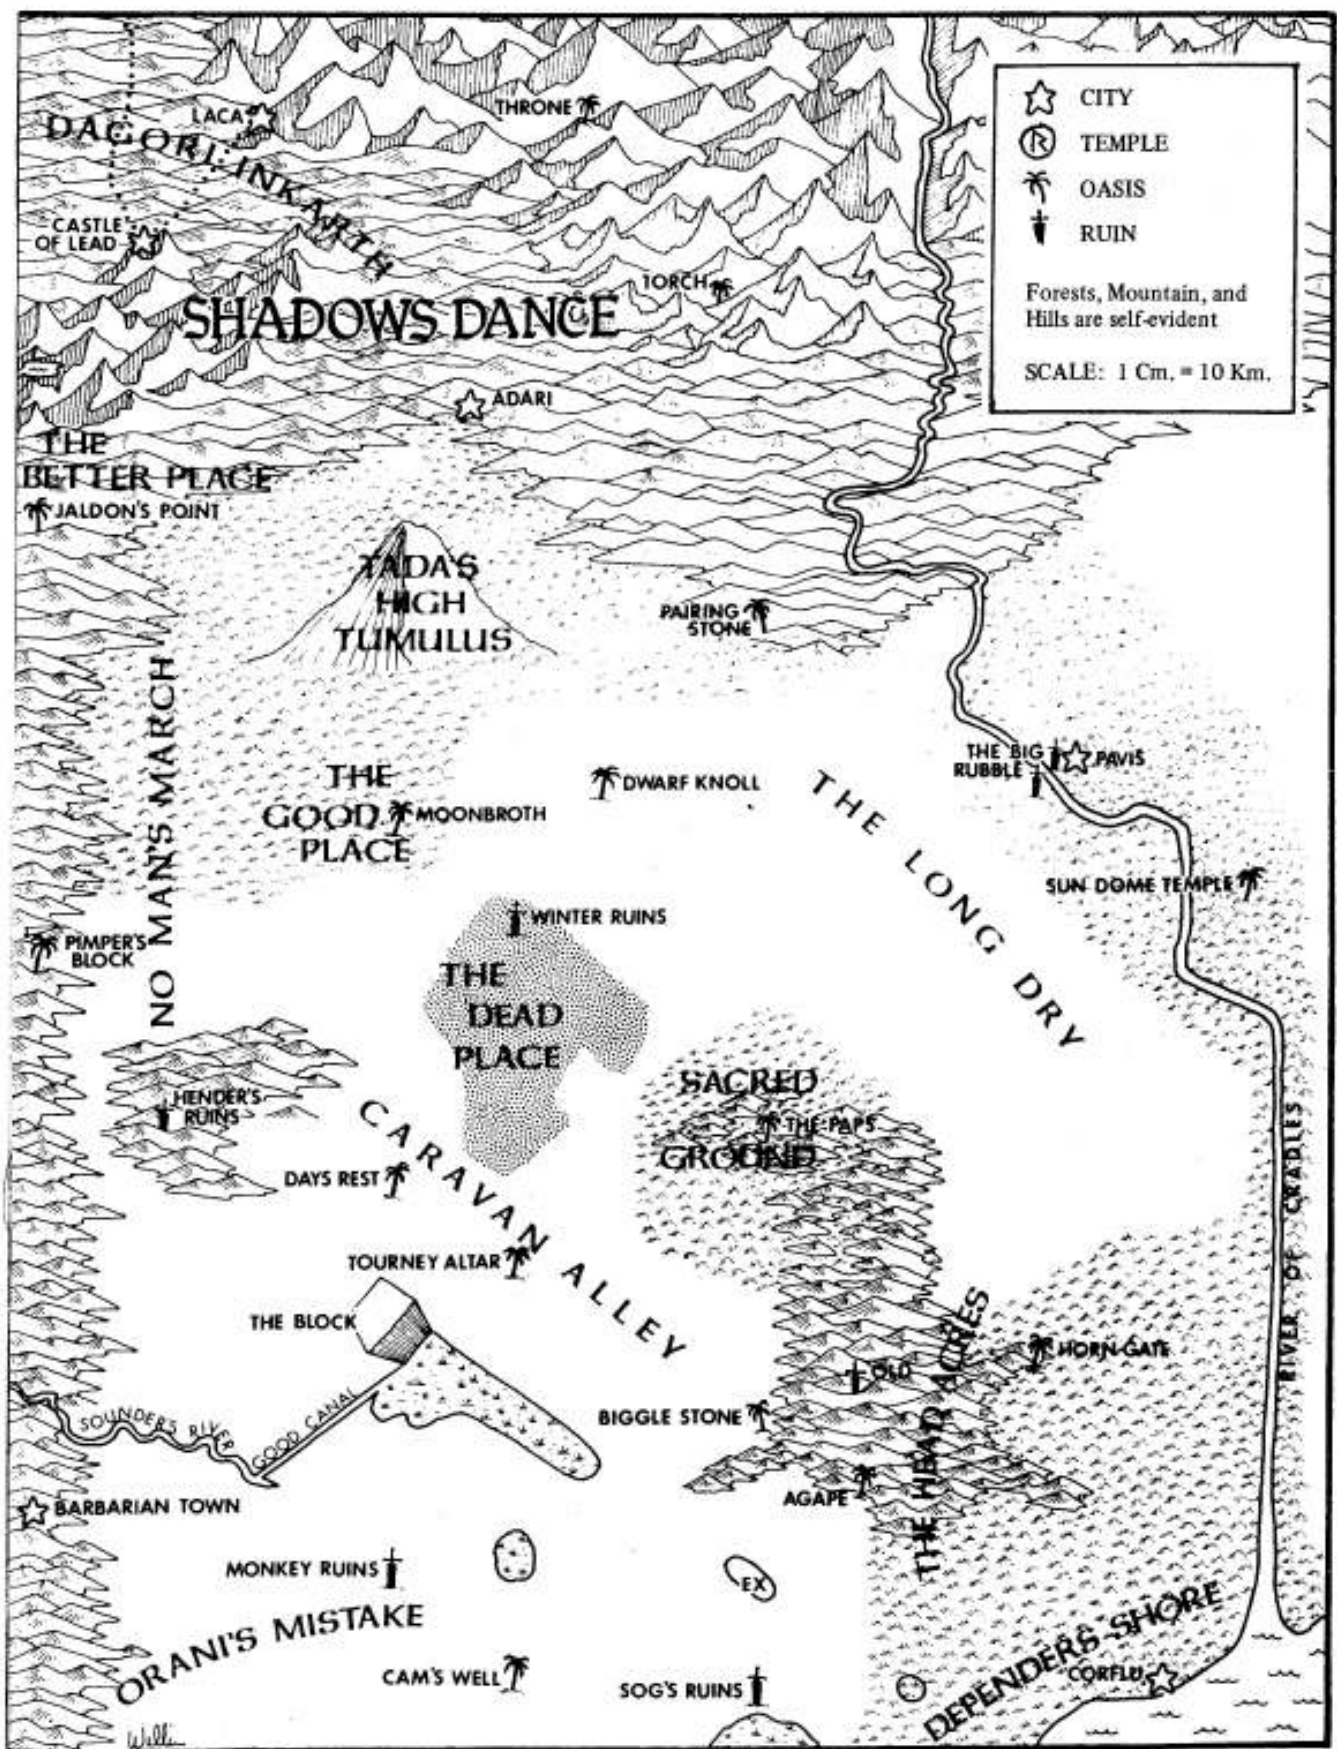 CITY
TEMPLE
OASIS
RUIN
Forests, Mountain, and
Hills are self-evident
SCALE: 1 Cm. = 10 Km.
THRONE
LACA
DAGORI INKARTH
CASTLE
OF LEAD
TORCH
SHADOWS DANCE
ADARI
THE
BETTER PLACE
JALDON'S POINT
TADA'S
HIGH
TUMULUS
PAIRING
STONE
NO MAN'S MARCH
THE BIG
RUBBLE
PAVIS
THE
GOOD
PLACE
MOONBROTH
DWARF KNOLL
THE LONG DRY
SUN DOME TEMPLE
WINTER RUINS
PIMPER'S
BLOCK
THE
DEAD
PLACE
SACRED
GROUND
THE PAPS
HENDER'S
RUINS
CARAVAN ALLEY
DAYS REST
RIVER OF CRADLES
TOURNEY ALTAR
THE BLOCK
HORN GATE
OLD
THE HEAD ACRES
BIGGLE STONE
SOUNDERS RIVER
GOOD CANAL
AGAPE
BARBARIAN TOWN
MONKEY RUINS
EX
ORANI'S MISTAKE
CAM'S WELL
SOG'S RUINS
DEPENDERS SHORE
CORFLU